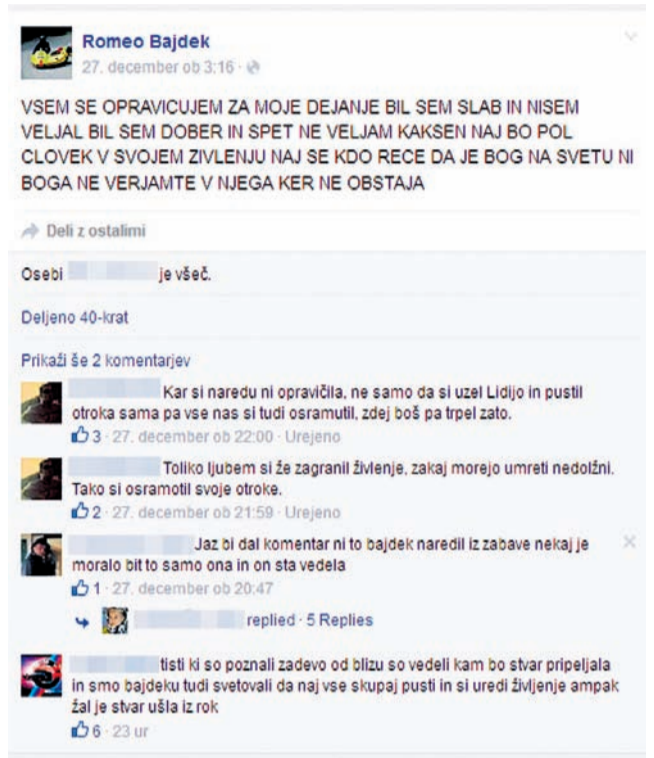 Romeo Bajdek
27. december ob 3:16 ·
VSEM SE OPRAVICUJEM ZA MOJE DEJANJE BIL SEM SLAB IN NISEM
VELJAL BIL SEM DOBER IN SPET NE VELJAM KAKSEN NAJ BO POL
CLOVEK V SVOJEM ZIVLENJU NAJ SE KDO RECE DA JE BOG NA SVETU NI
BOGA NE VERJAMTE V NJEGA KER NE OBSTAJA
Deli z ostalimi
Osebi je všeč.
Deljeno 40-krat
Prikaži še 2 komentarjev
Kar si naredu ni opravičila, ne samo da si uzel Lidijo in pustil
otroka sama pa vse nas si tudi osramutil, zdej boš pa trpel zato.
3 · 27. december ob 22:00 · Urejeno
Toliko ljubem si že zagranil živlenje, zakaj morejo umreti nedolžni.
Tako si osramotil svoje otroke.
2 · 27. december ob 21:59 · Urejeno
Jaz bi dal komentar ni to bajdek naredil iz zabave nekaj je
moralo bit to samo ona in on sta vedela
1 · 27. december ob 20:47
replied · 5 Replies
tisti ki so poznali zadevo od blizu so vedeli kam bo stvar pripeljala
in smo bajdeku tudi svetovali da naj vse skupaj pusti in si uredi življenje ampak
žal je stvar ušla iz rok
6 · 23 ur